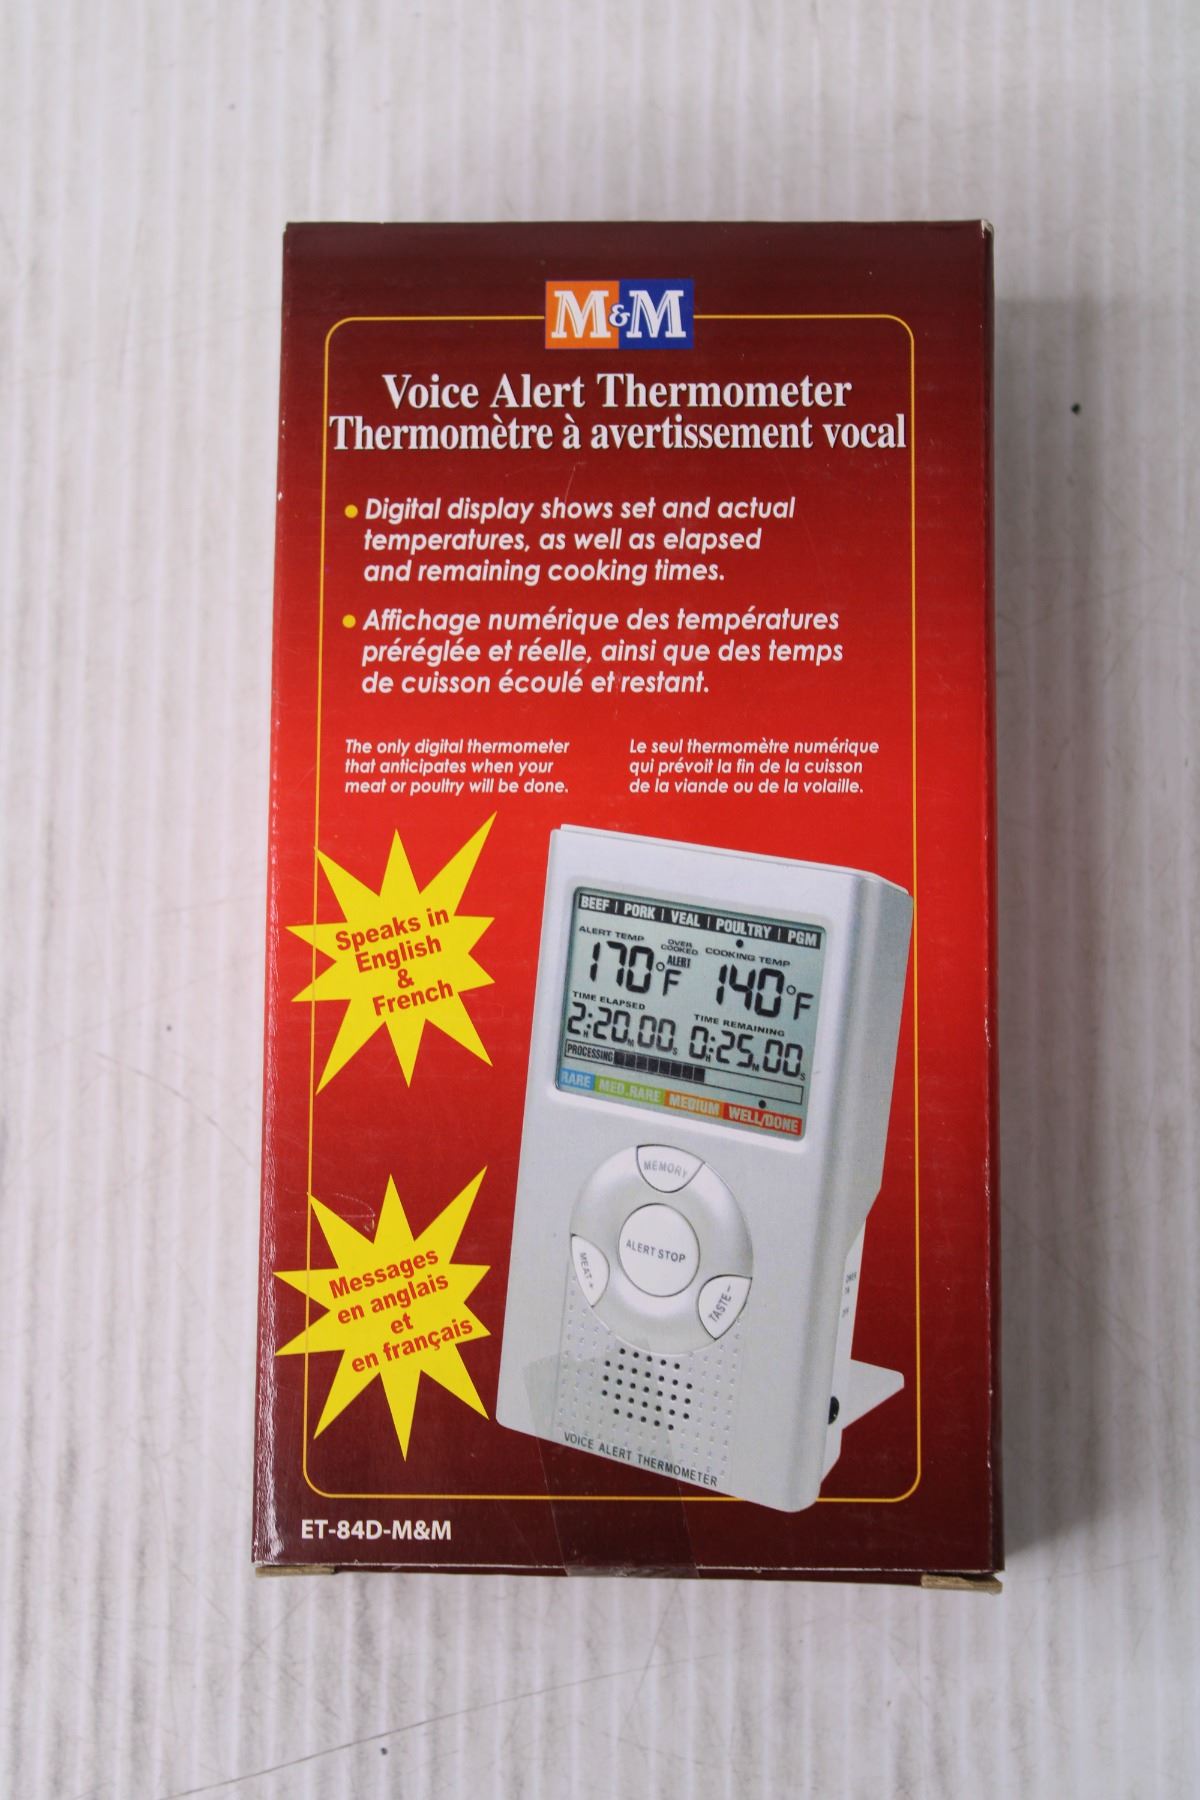 M&M
Voice Alert Thermometer
Thermomètre à avertissement vocal
• Digital display shows set and actual
temperatures, as well as elapsed
and remaining cooking times.
• Affichage numérique des températures
préréglée et réelle, ainsi que des temps
de cuisson écoulé et restant.
The only digital thermometer
that anticipates when your
meat or poultry will be done.
Le seul thermomètre numérique
qui prévoit la fin de la cuisson
de la viande ou de la volaille.
Speaks in
English
&
French
BEEF | PORK | VEAL | POULTRY | PGM
ALERT TEMP
OVER
COOKED
ALERT
COOKING TEMP
170°F
140°F
TIME ELAPSED
TIME REMAINING
2:20.00
H M S
0:25.00
H M S
PROCESSING
RARE MED.RARE MEDIUM WELL/DONE
MEMORY
ALERT STOP
MEAT +
TASTE -
Messages
en anglais
et
en français
VOICE ALERT THERMOMETER
ET-84D-M&M